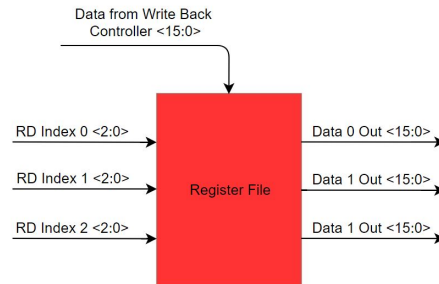 Data from Write Back
Controller <15:0>
RD Index 0 <2:0>
Data 0 Out <15:0>
RD Index 1 <2:0>
Data 1 Out <15:0>
Register File
RD Index 2 <2:0>
Data 1 Out <15:0>